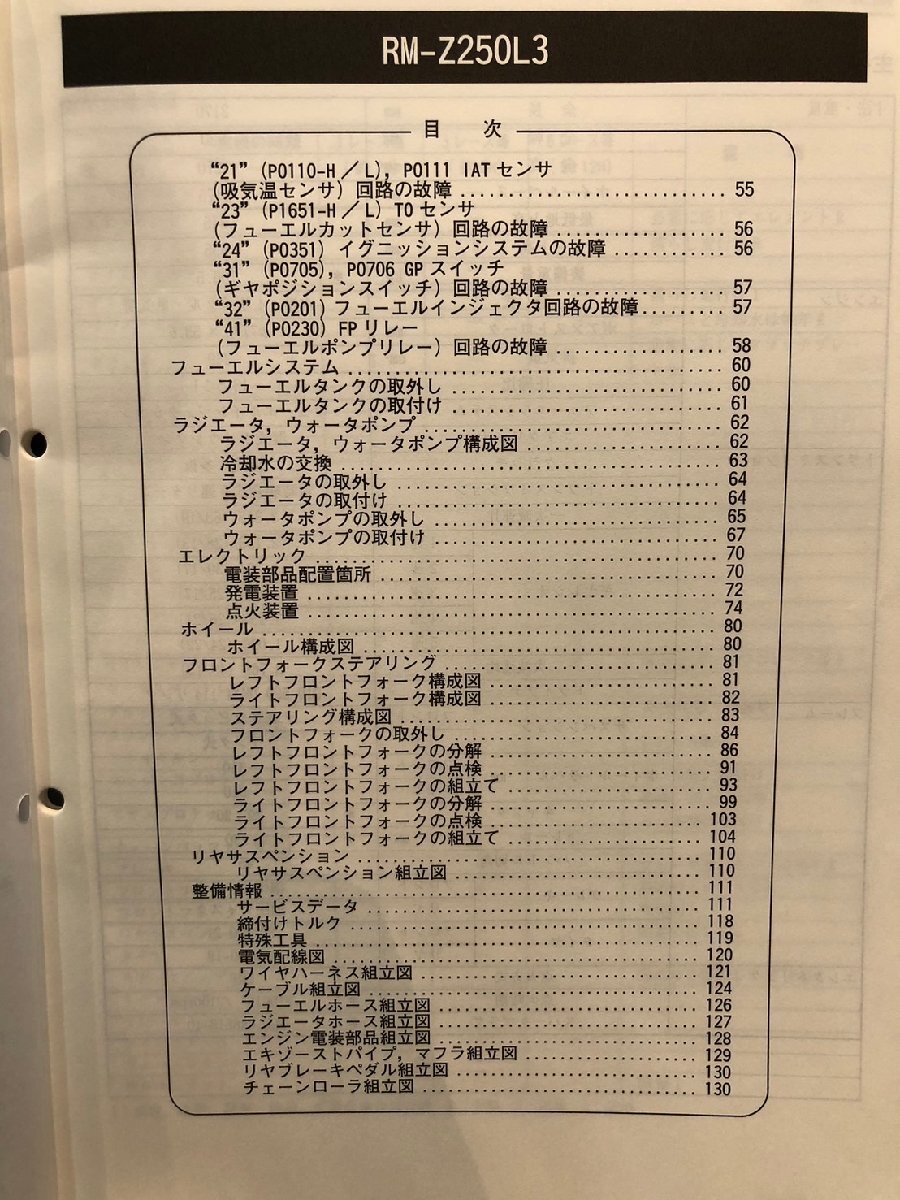 RM-Z250L3
目 次
“21” (P0110-H／L), P0111 IATセンサ
(吸気温センサ) 回路の故障 .......... 55
“23” (P1651-H／L) TOセンサ
(フューエルカットセンサ) 回路の故障 .......... 56
“24” (P0351) イグニッションシステムの故障 .......... 56
“31” (P0705), P0706 GPスイッチ
(ギヤポジションスイッチ) 回路の故障 .......... 57
“32” (P0201) フューエルインジェクタ回路の故障 .......... 57
“41” (P0230) FPリレー
(フューエルポンプリレー) 回路の故障 .......... 58
フューエルシステム .......... 60
フューエルタンクの取外し .......... 60
フューエルタンクの取付け .......... 61
ラジエータ, ウォータポンプ .......... 62
ラジエータ, ウォータポンプ構成図 .......... 62
冷却水の交換 .......... 63
ラジエータの取外し .......... 64
ラジエータの取付け .......... 64
ウォータポンプの取外し .......... 65
ウォータポンプの取付け .......... 67
エレクトリック .......... 70
電装部品配置箇所 .......... 70
発電装置 .......... 72
点火装置 .......... 74
ホイール .......... 80
ホイール構成図 .......... 80
フロントフォークステアリング .......... 81
レフトフロントフォーク構成図 .......... 81
ライトフロントフォーク構成図 .......... 82
ステアリング構成図 .......... 83
フロントフォークの取外し .......... 84
レフトフロントフォークの分解 .......... 86
レフトフロントフォークの点検 .......... 91
レフトフロントフォークの組立て .......... 93
ライトフロントフォークの分解 .......... 99
ライトフロントフォークの点検 .......... 103
ライトフロントフォークの組立て .......... 104
リヤサスペンション .......... 110
リヤサスペンション組立図 .......... 110
整備情報 .......... 111
サービスデータ .......... 111
締付けトルク .......... 118
特殊工具 .......... 119
電気配線図 .......... 120
ワイヤハーネス組立図 .......... 121
ケーブル組立図 .......... 124
フューエルホース組立図 .......... 126
ラジエータホース組立図 .......... 127
エンジン電装部品組立図 .......... 128
エキゾーストパイプ, マフラ組立図 .......... 129
リヤブレーキペダル組立図 .......... 130
チェーンローラ組立図 .......... 130